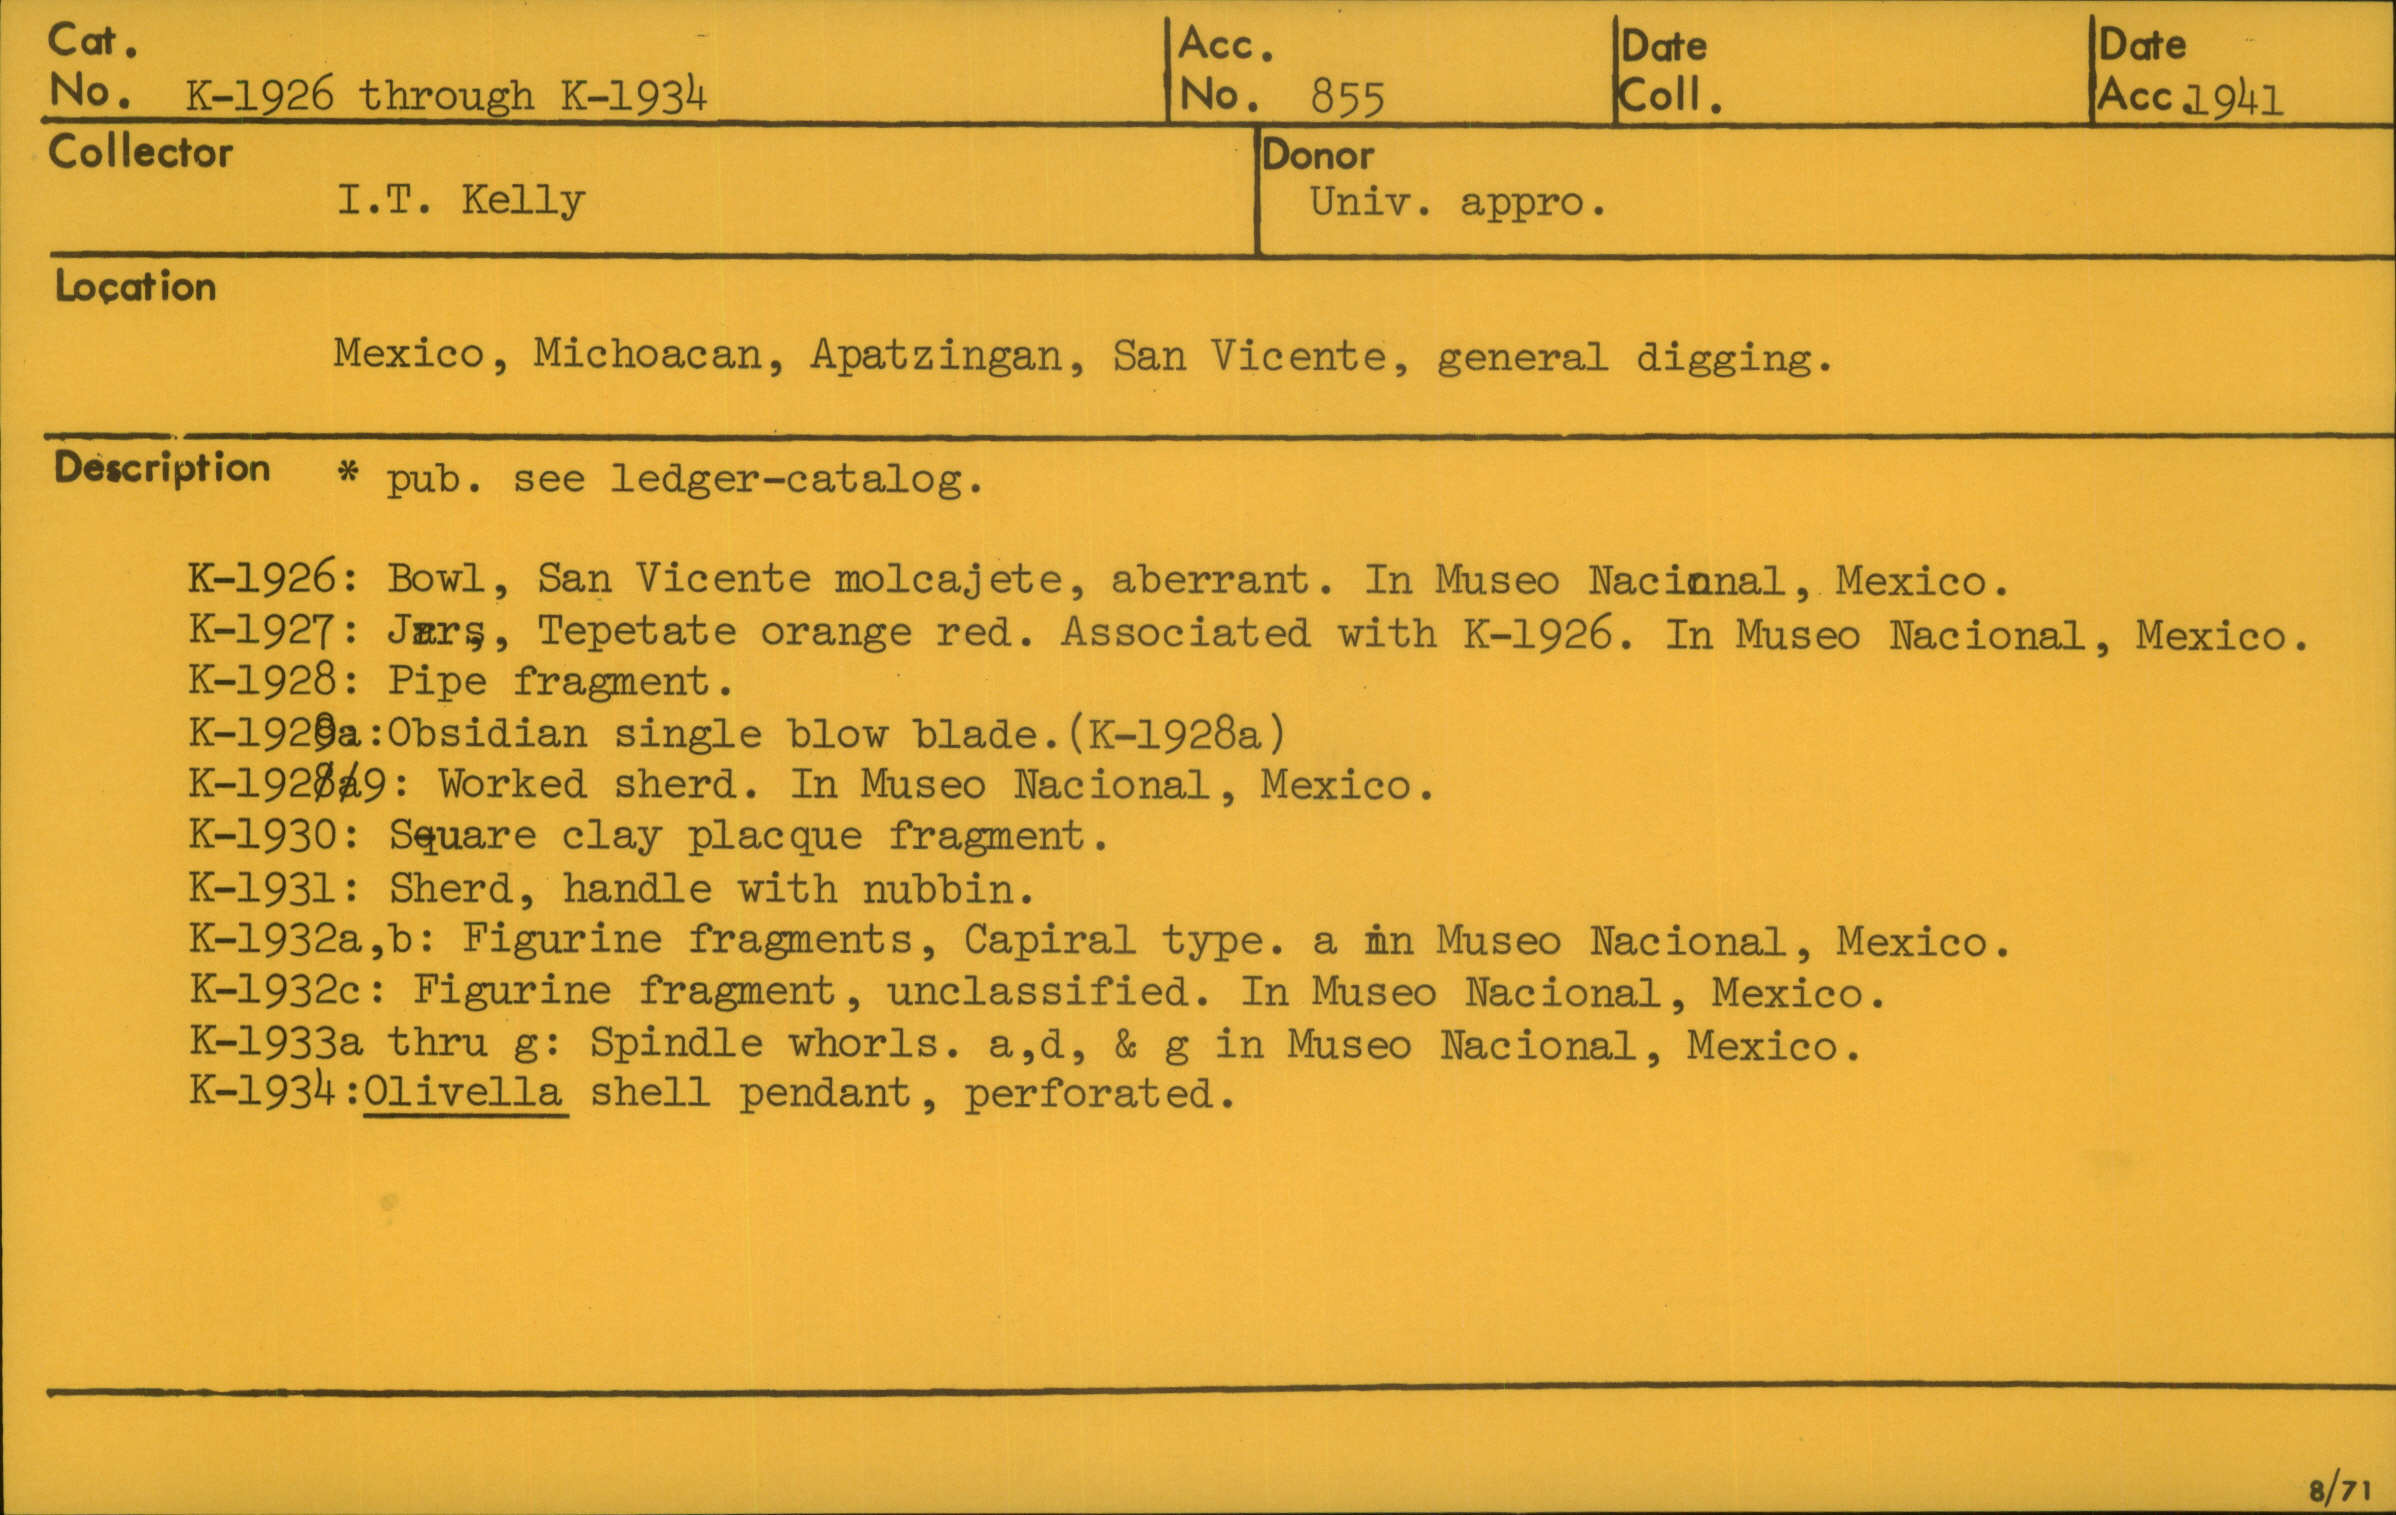 Cat.
No. K-1926 through K-1934
Acc.
No. 855
Date
Coll.
Date
Acc. 1941
Collector
I.T. Kelly
Donor
Univ. appro.
Location
Mexico, Michoacan, Apatzingan, San Vicente, general digging.
Description * pub. see ledger-catalog.
K-1926: Bowl, San Vicente molcajete, aberrant. In Museo Nacional, Mexico.
K-1927: Jars, Tepetate orange red. Associated with K-1926. In Museo Nacional, Mexico.
K-1928: Pipe fragment.
K-1928a:Obsidian single blow blade.(K-1928a)
K-1929: Worked sherd. In Museo Nacional, Mexico.
K-1930: Square clay placque fragment.
K-1931: Sherd, handle with nubbin.
K-1932a,b: Figurine fragments, Capiral type. a in Museo Nacional, Mexico.
K-1932c: Figurine fragment, unclassified. In Museo Nacional, Mexico.
K-1933a thru g: Spindle whorls. a,d, & g in Museo Nacional, Mexico.
K-1934:Olivella shell pendant, perforated.
8/71